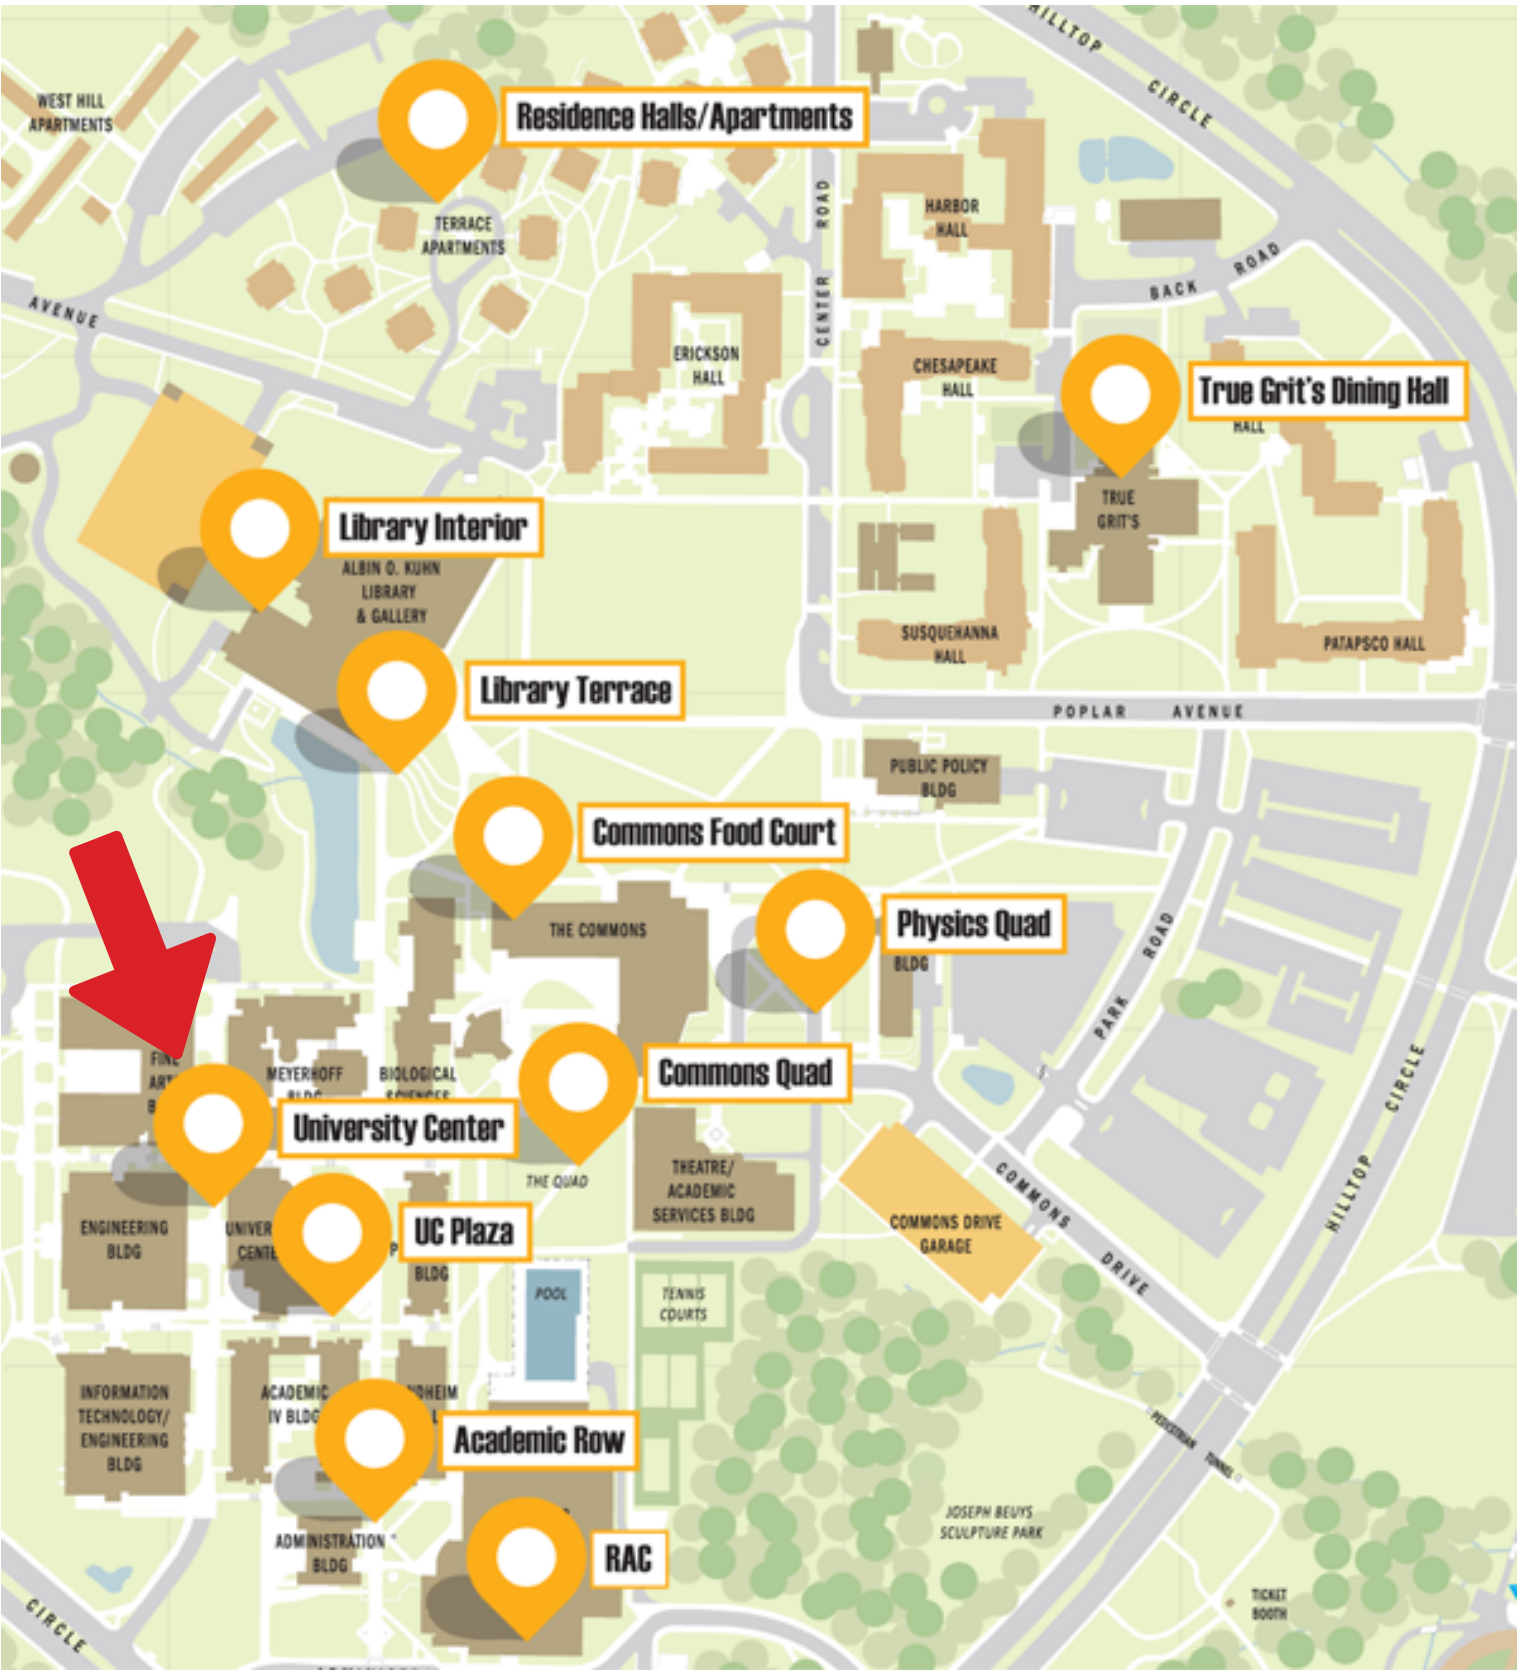 HILLTOP CIRCLE
WEST HILL
APARTMENTS
Residence Halls/Apartments
TERRACE
APARTMENTS
CENTER ROAD
HARBOR
HALL
BACK ROAD
AVENUE
ERICKSON
HALL
CHESAPEAKE
HALL
True Grit's Dining Hall
HALL
TRUE
GRIT'S
Library Interior
ALBIN O. KUHN
LIBRARY
& GALLERY
SUSQUEHANNA
HALL
PATAPSCO HALL
Library Terrace
POPLAR AVENUE
PUBLIC POLICY
BLDG
Commons Food Court
THE COMMONS
Physics Quad
BLDG
PARK ROAD
FINE
MEYERHOFF
BLDG
BIOLOGICAL
SCIENCES
Commons Quad
University Center
THE QUAD
THEATRE/
ACADEMIC
SERVICES BLDG
HILLTOP CIRCLE
COMMONS DRIVE
COMMONS DRIVE
GARAGE
ENGINEERING
BLDG
UC Plaza
BLDG
POOL
TENNIS
COURTS
INFORMATION
TECHNOLOGY/
ENGINEERING
BLDG
ACADEMIC
IV BLDG
Academic Row
PEDESTRIAN TUNNEL
JOSEPH BEUYS
SCULPTURE PARK
ADMINISTRATION
BLDG
RAC
TICKET
BOOTH
CIRCLE